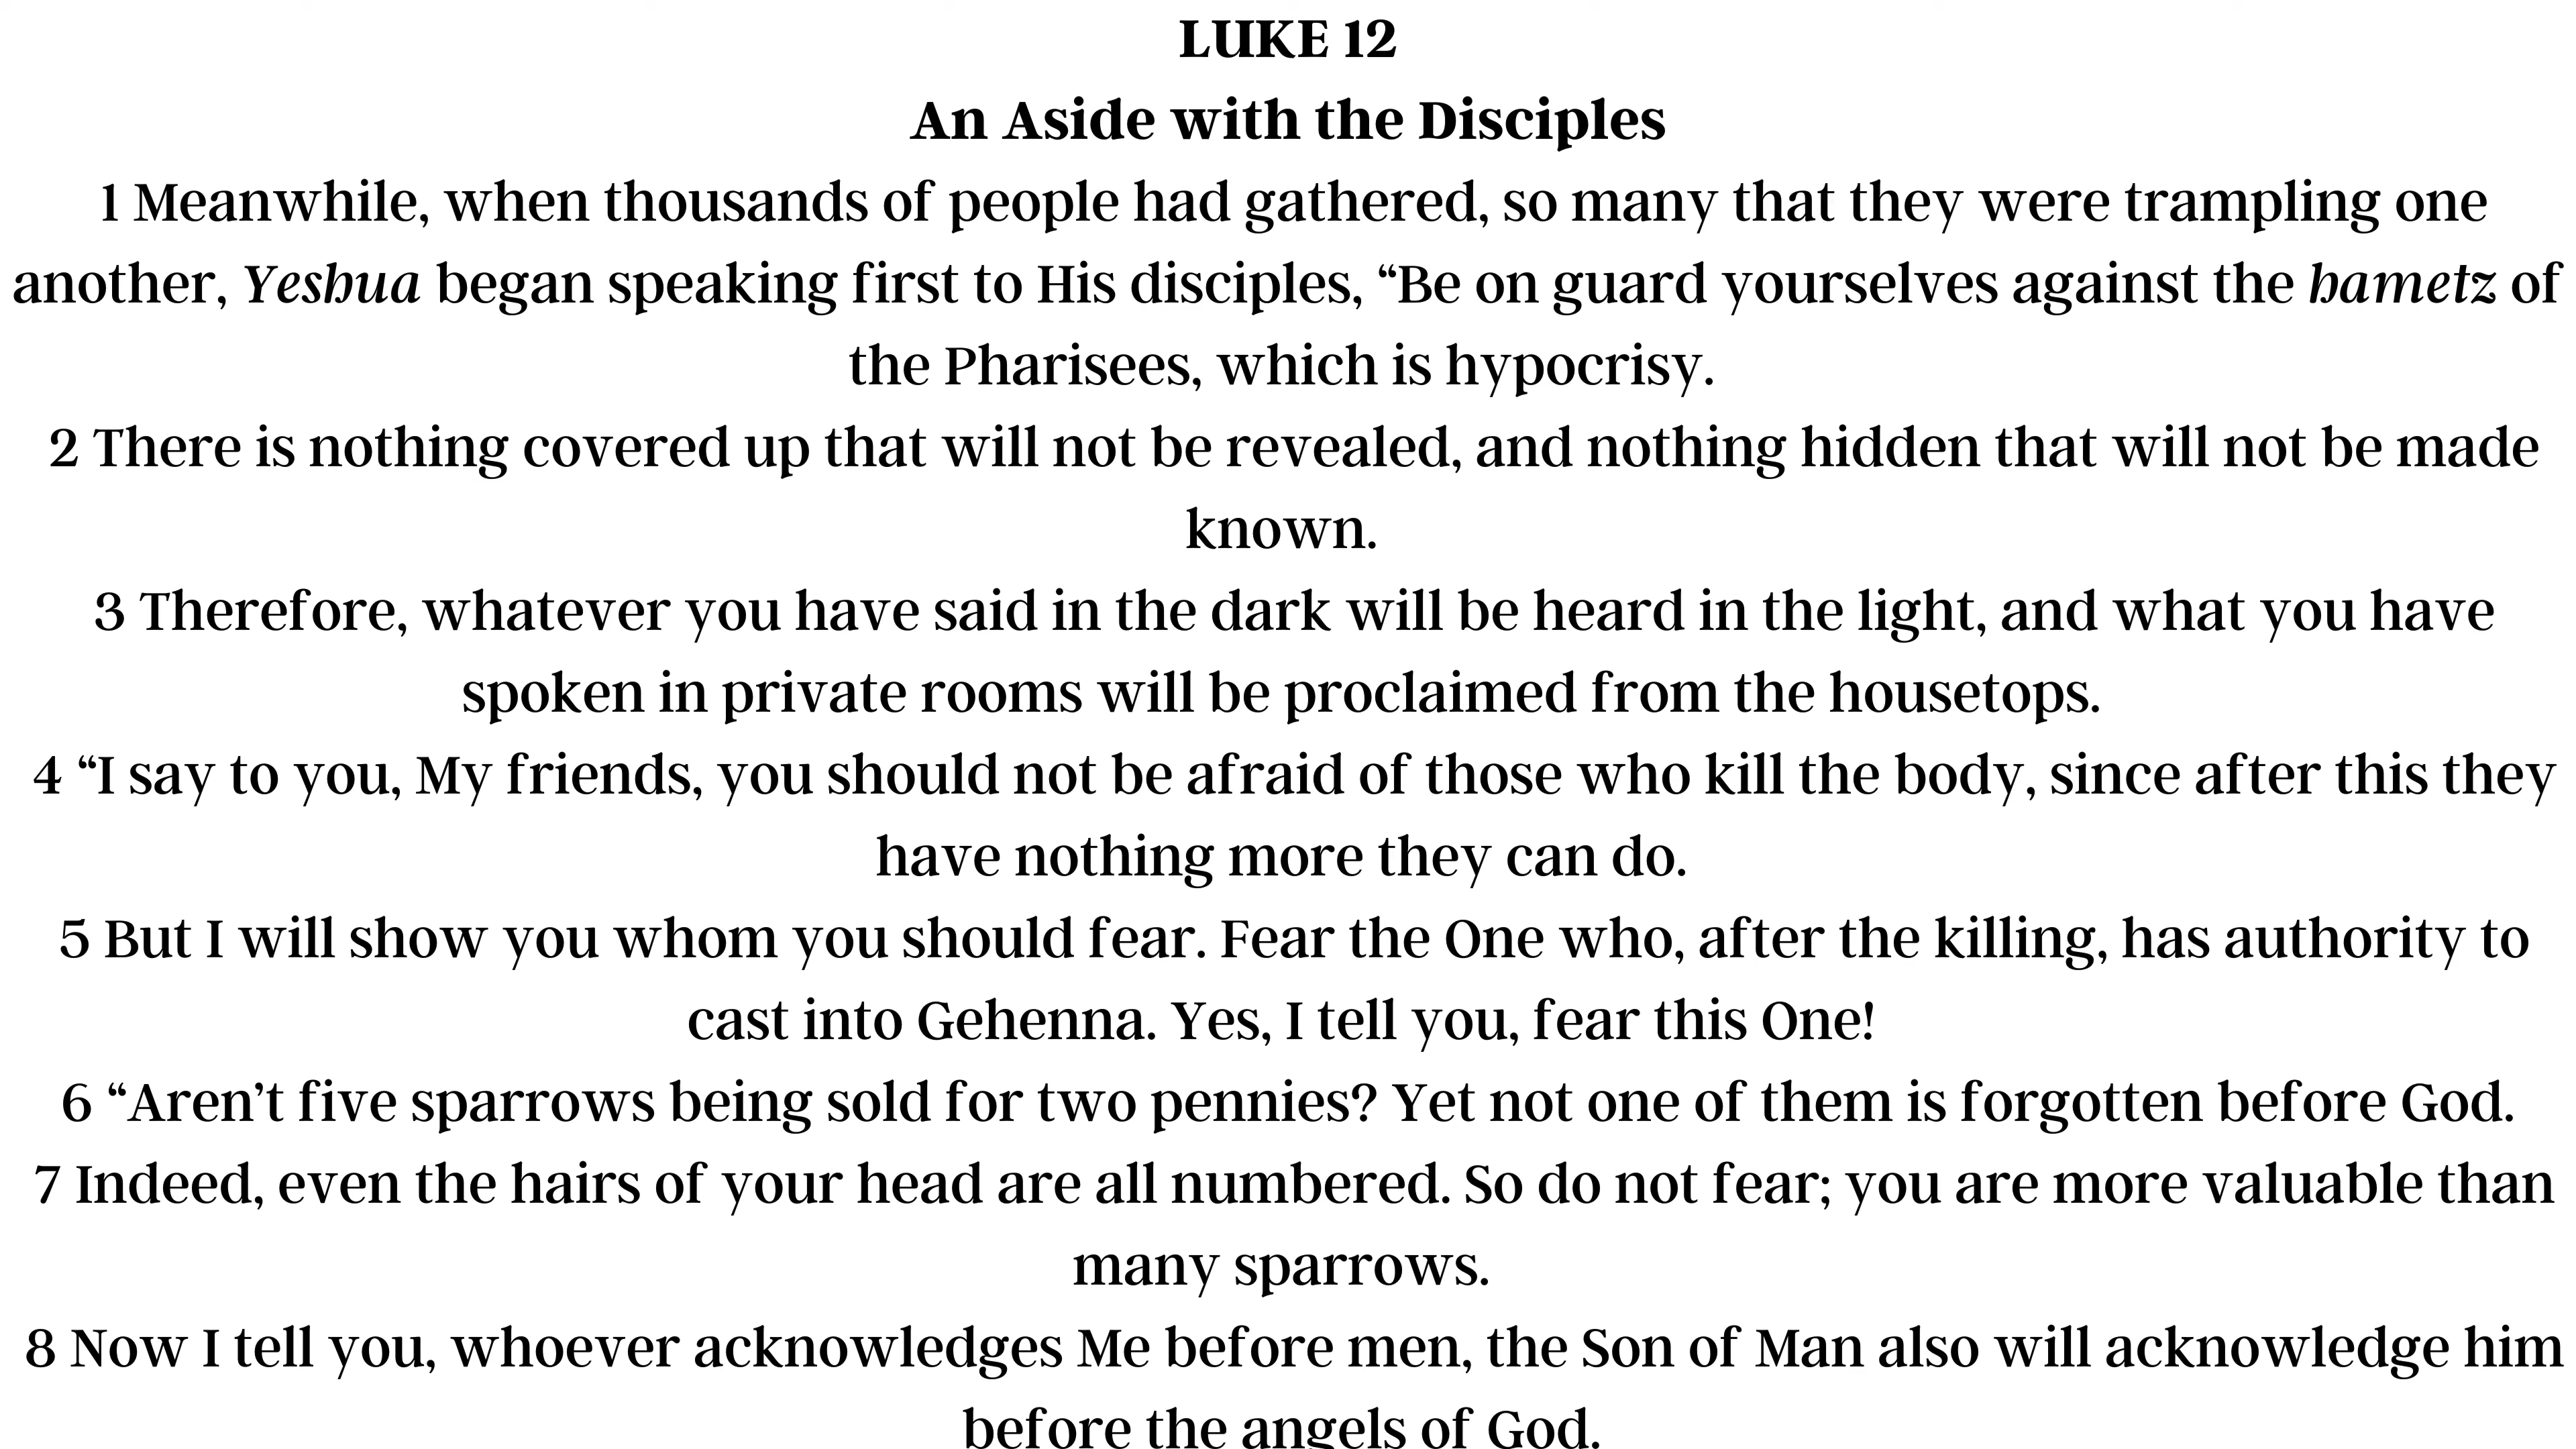 LUKE 12
An Aside with the Disciples
1 Meanwhile, when thousands of people had gathered, so many that they were trampling one
another, Yeshua began speaking first to His disciples, “Be on guard yourselves against the hametz of
the Pharisees, which is hypocrisy.
2 There is nothing covered up that will not be revealed, and nothing hidden that will not be made
known.
3 Therefore, whatever you have said in the dark will be heard in the light, and what you have
spoken in private rooms will be proclaimed from the housetops.
4 “I say to you, My friends, you should not be afraid of those who kill the body, since after this they
have nothing more they can do.
5 But I will show you whom you should fear. Fear the One who, after the killing, has authority to
cast into Gehenna. Yes, I tell you, fear this One!
6 “Aren’t five sparrows being sold for two pennies? Yet not one of them is forgotten before God.
7 Indeed, even the hairs of your head are all numbered. So do not fear; you are more valuable than
many sparrows.
8 Now I tell you, whoever acknowledges Me before men, the Son of Man also will acknowledge him
before the angels of God.